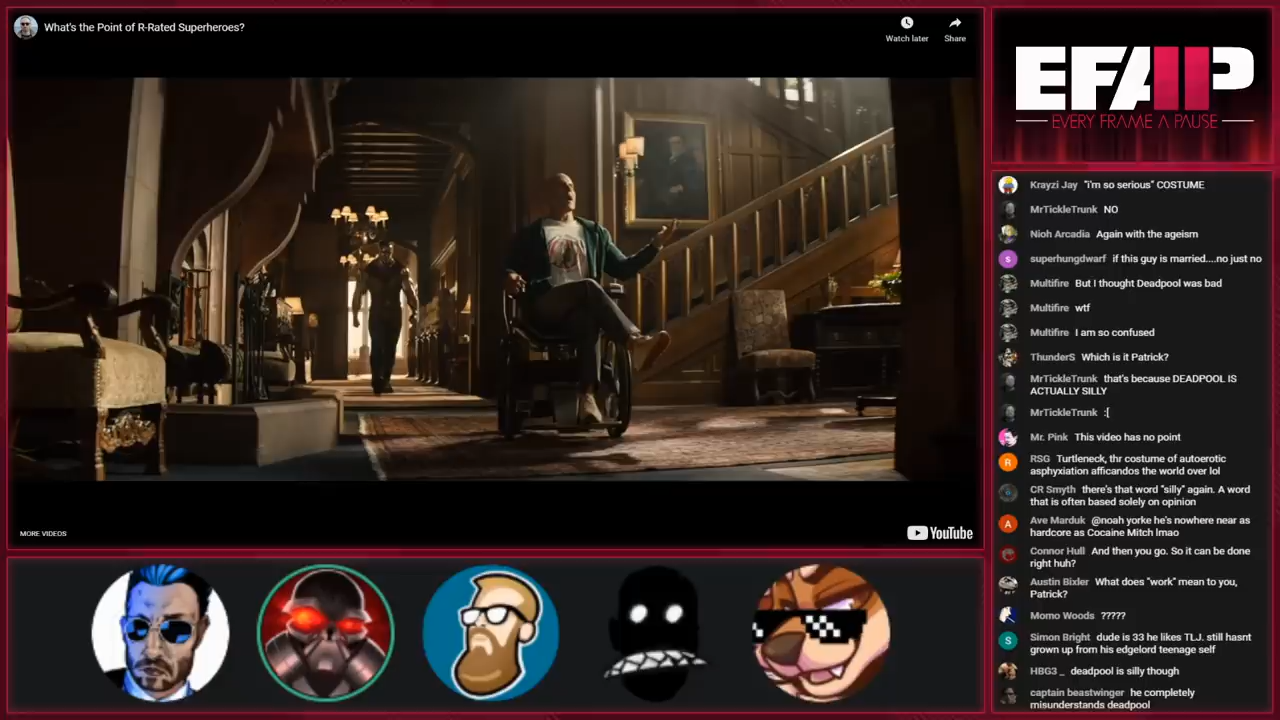 What's the Point of R-Rated Superheroes?
Watch later
Share
MORE VIDEOS
YouTube
EFAP
EVERY FRAME A PAUSE
Krayzi Jay "i'm so serious" COSTUME
MrTickleTrunk NO
Nioh Arcadia Again with the ageism
superhungdwarf if this guy is married....no just no
Multifire But I thought Deadpool was bad
Multifire wtf
Multifire I am so confused
ThunderS Which is it Patrick?
MrTickleTrunk that's because DEADPOOL IS
ACTUALLY SILLY
MrTickleTrunk :[
Mr. Pink This video has no point
R
RSG Turtleneck, thr costume of autoerotic
asphyxiation afficandos the world over lol
CR Smyth there's that word "silly" again. A word
that is often based solely on opinion
A
Ave Marduk @noah yorke he's nowhere near as
hardcore as Cocaine Mitch lmao
Connor Hull And then you go. So it can be done
right huh?
Austin Bixler What does "work" mean to you,
Patrick?
Momo Woods ?????
S
Simon Bright dude is 33 he likes TLJ. still hasnt
grown up from his edgelord teenage self
HBG3_ deadpool is silly though
captain beastwinger he completely
misunderstands deadpool